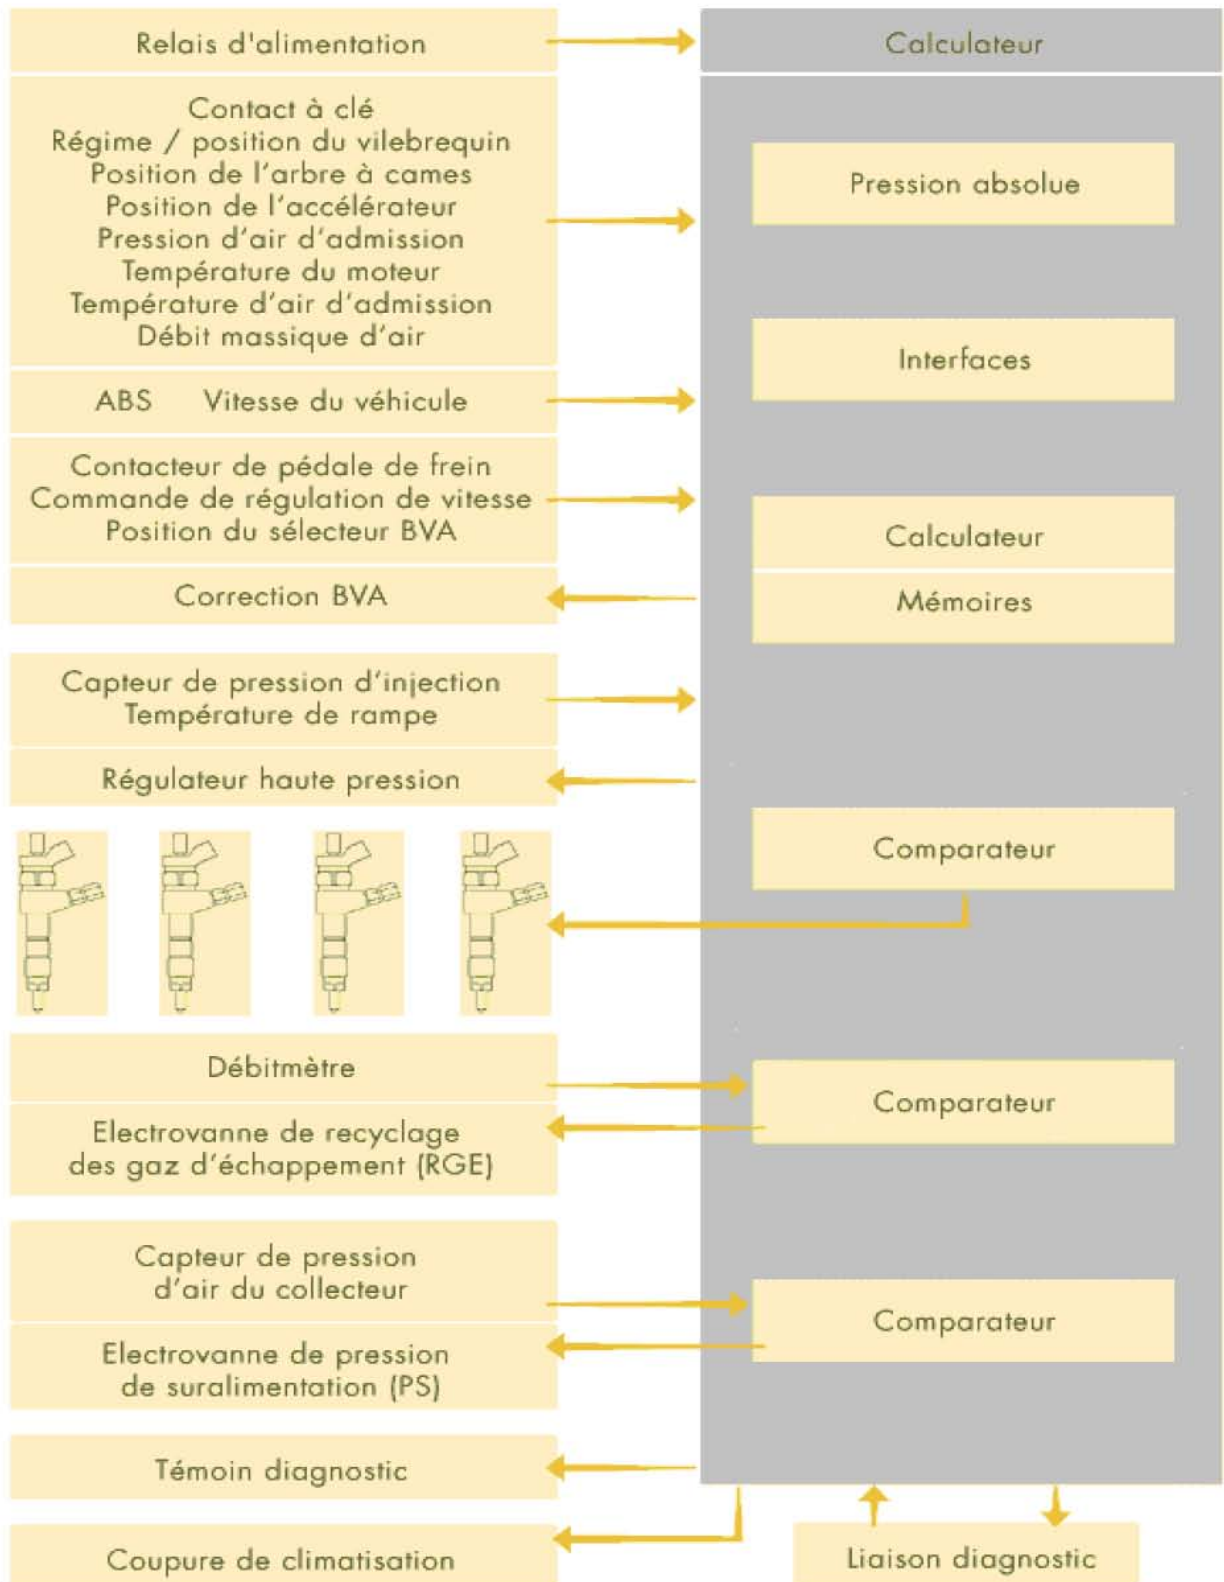 Relais d'alimentation
Calculateur
Contact à clé
Régime / position du vilebrequin
Position de l'arbre à cames
Position de l'accélérateur
Pression d'air d'admission
Température du moteur
Température d'air d'admission
Débit massique d'air
Pression absolue
Interfaces
ABS Vitesse du véhicule
Contacteur de pédale de frein
Commande de régulation de vitesse
Position du sélecteur BVA
Calculateur
Correction BVA
Mémoires
Capteur de pression d'injection
Température de rampe
Régulateur haute pression
Comparateur
Débitmètre
Comparateur
Electrovanne de recyclage
des gaz d'échappement (RGE)
Capteur de pression
d'air du collecteur
Comparateur
Electrovanne de pression
de suralimentation (PS)
Témoin diagnostic
Coupure de climatisation
Liaison diagnostic